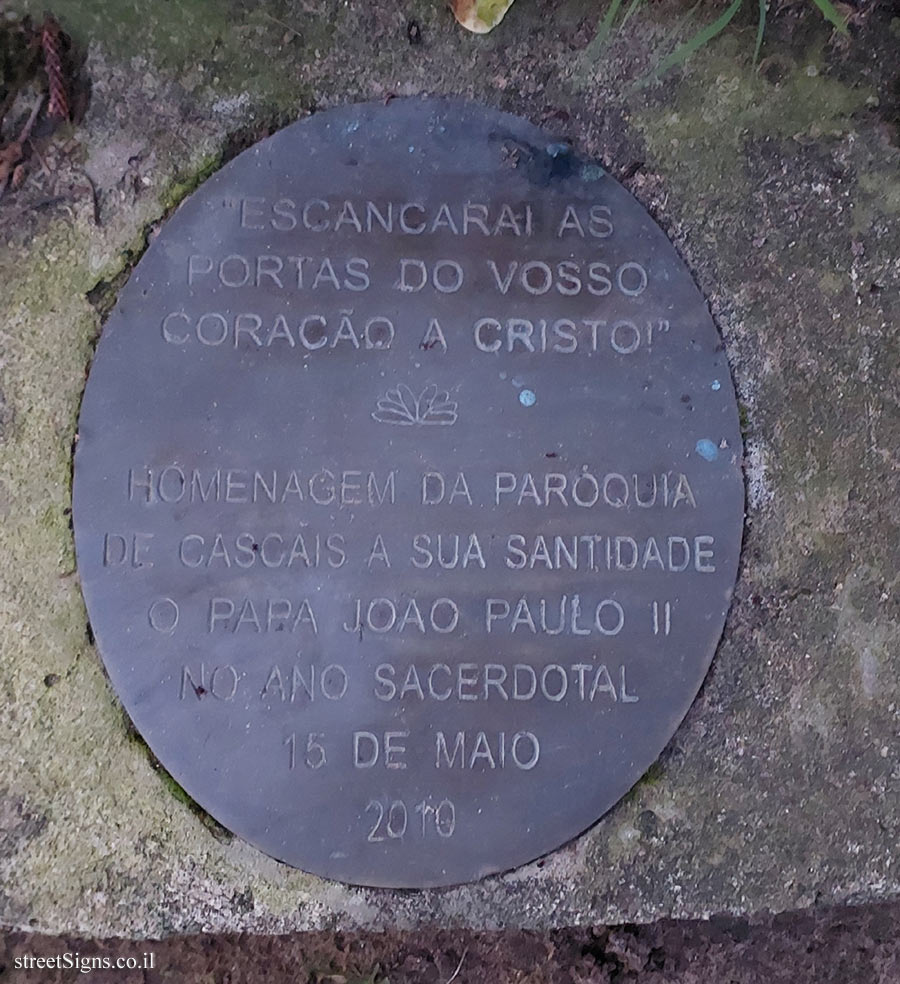 "ESCANCARAI AS
PORTAS DO VOSSO
CORAÇÃO A CRISTO!"
HOMENAGEM DA PARÓQUIA
DE CASCAIS A SUA SANTIDADE
O PAPA JOÃO PAULO II
NO ANO SACERDOTAL
15 DE MAIO
2010
streetSigns.co.il